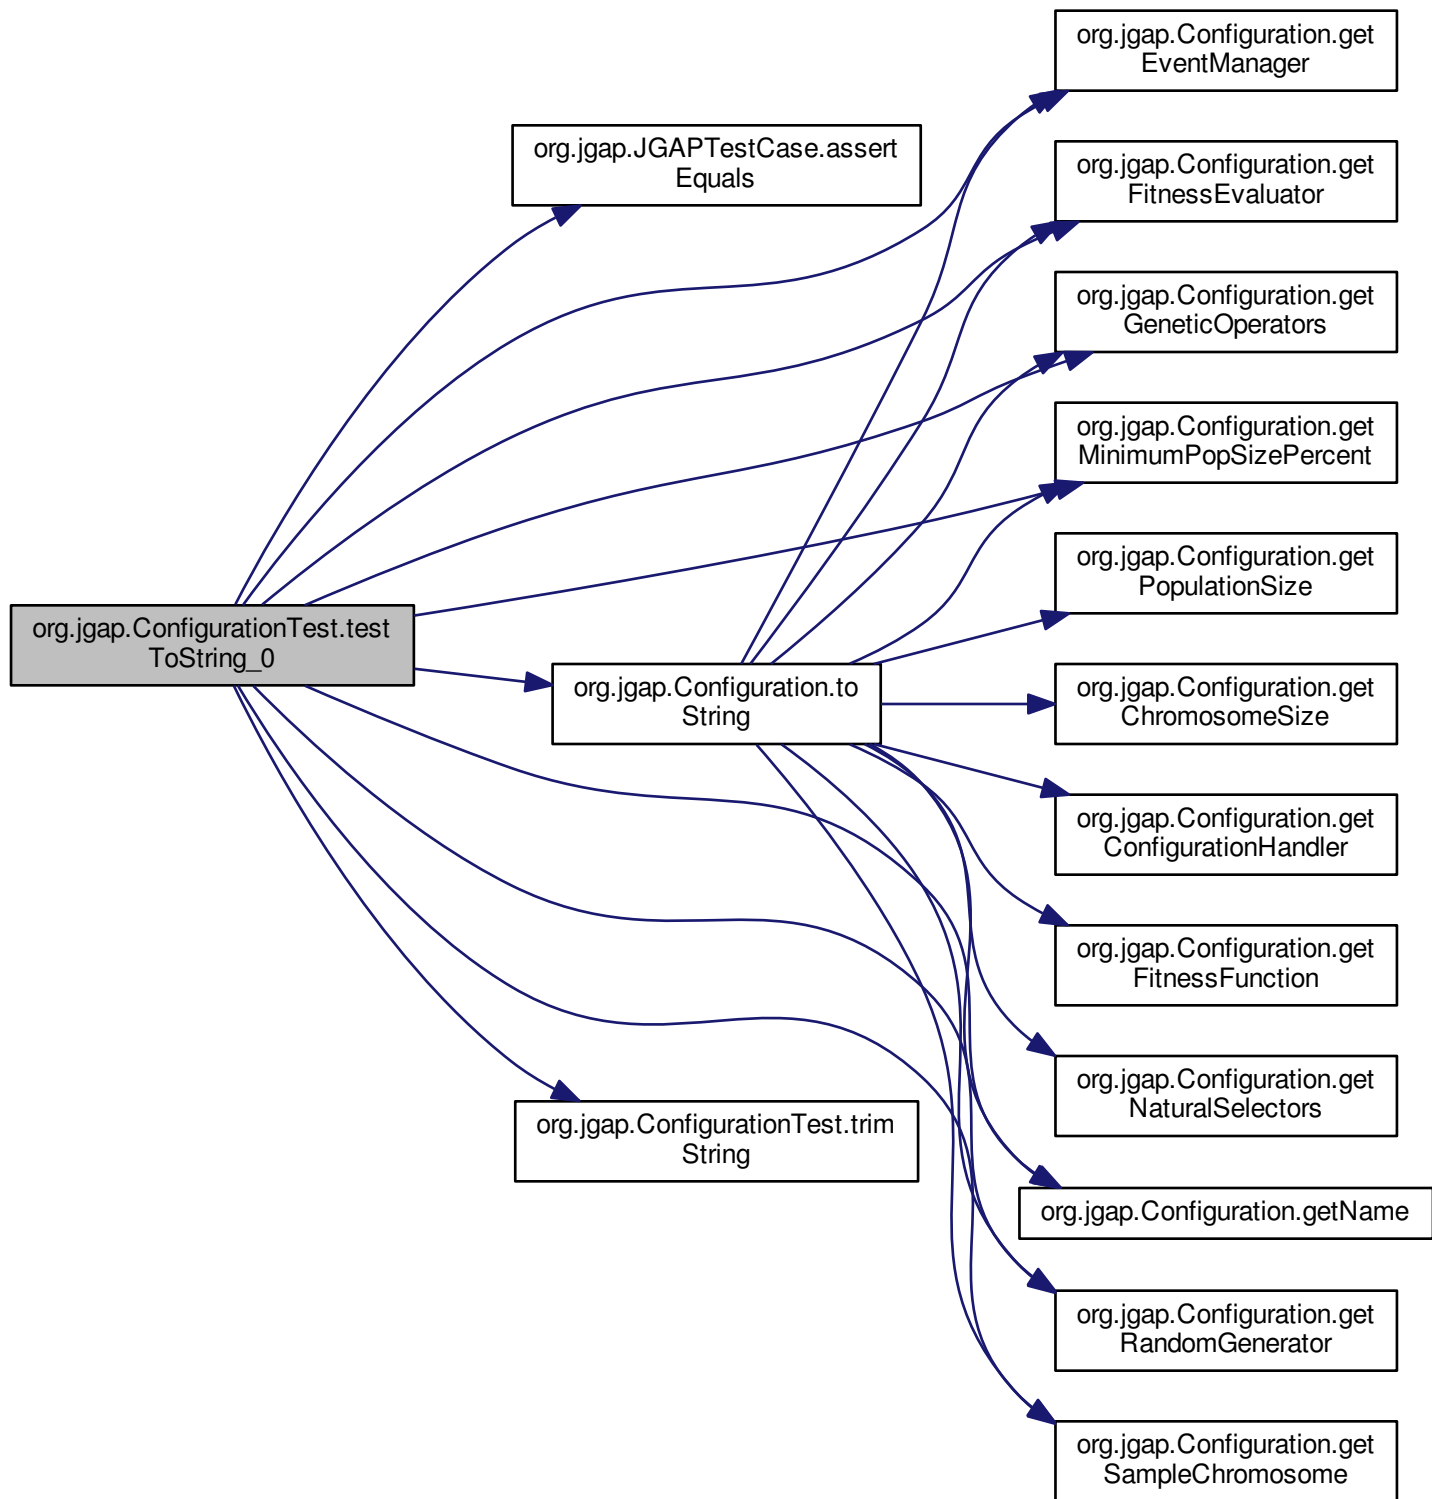 org.jgap.ConfigurationTest.test
ToString_0
org.jgap.JGAPTestCase.assert
Equals
org.jgap.Configuration.to
String
org.jgap.ConfigurationTest.trim
String
org.jgap.Configuration.get
EventManager
org.jgap.Configuration.get
FitnessEvaluator
org.jgap.Configuration.get
GeneticOperators
org.jgap.Configuration.get
MinimumPopSizePercent
org.jgap.Configuration.get
PopulationSize
org.jgap.Configuration.get
ChromosomeSize
org.jgap.Configuration.get
ConfigurationHandler
org.jgap.Configuration.get
FitnessFunction
org.jgap.Configuration.get
NaturalSelectors
org.jgap.Configuration.getName
org.jgap.Configuration.get
RandomGenerator
org.jgap.Configuration.get
SampleChromosome